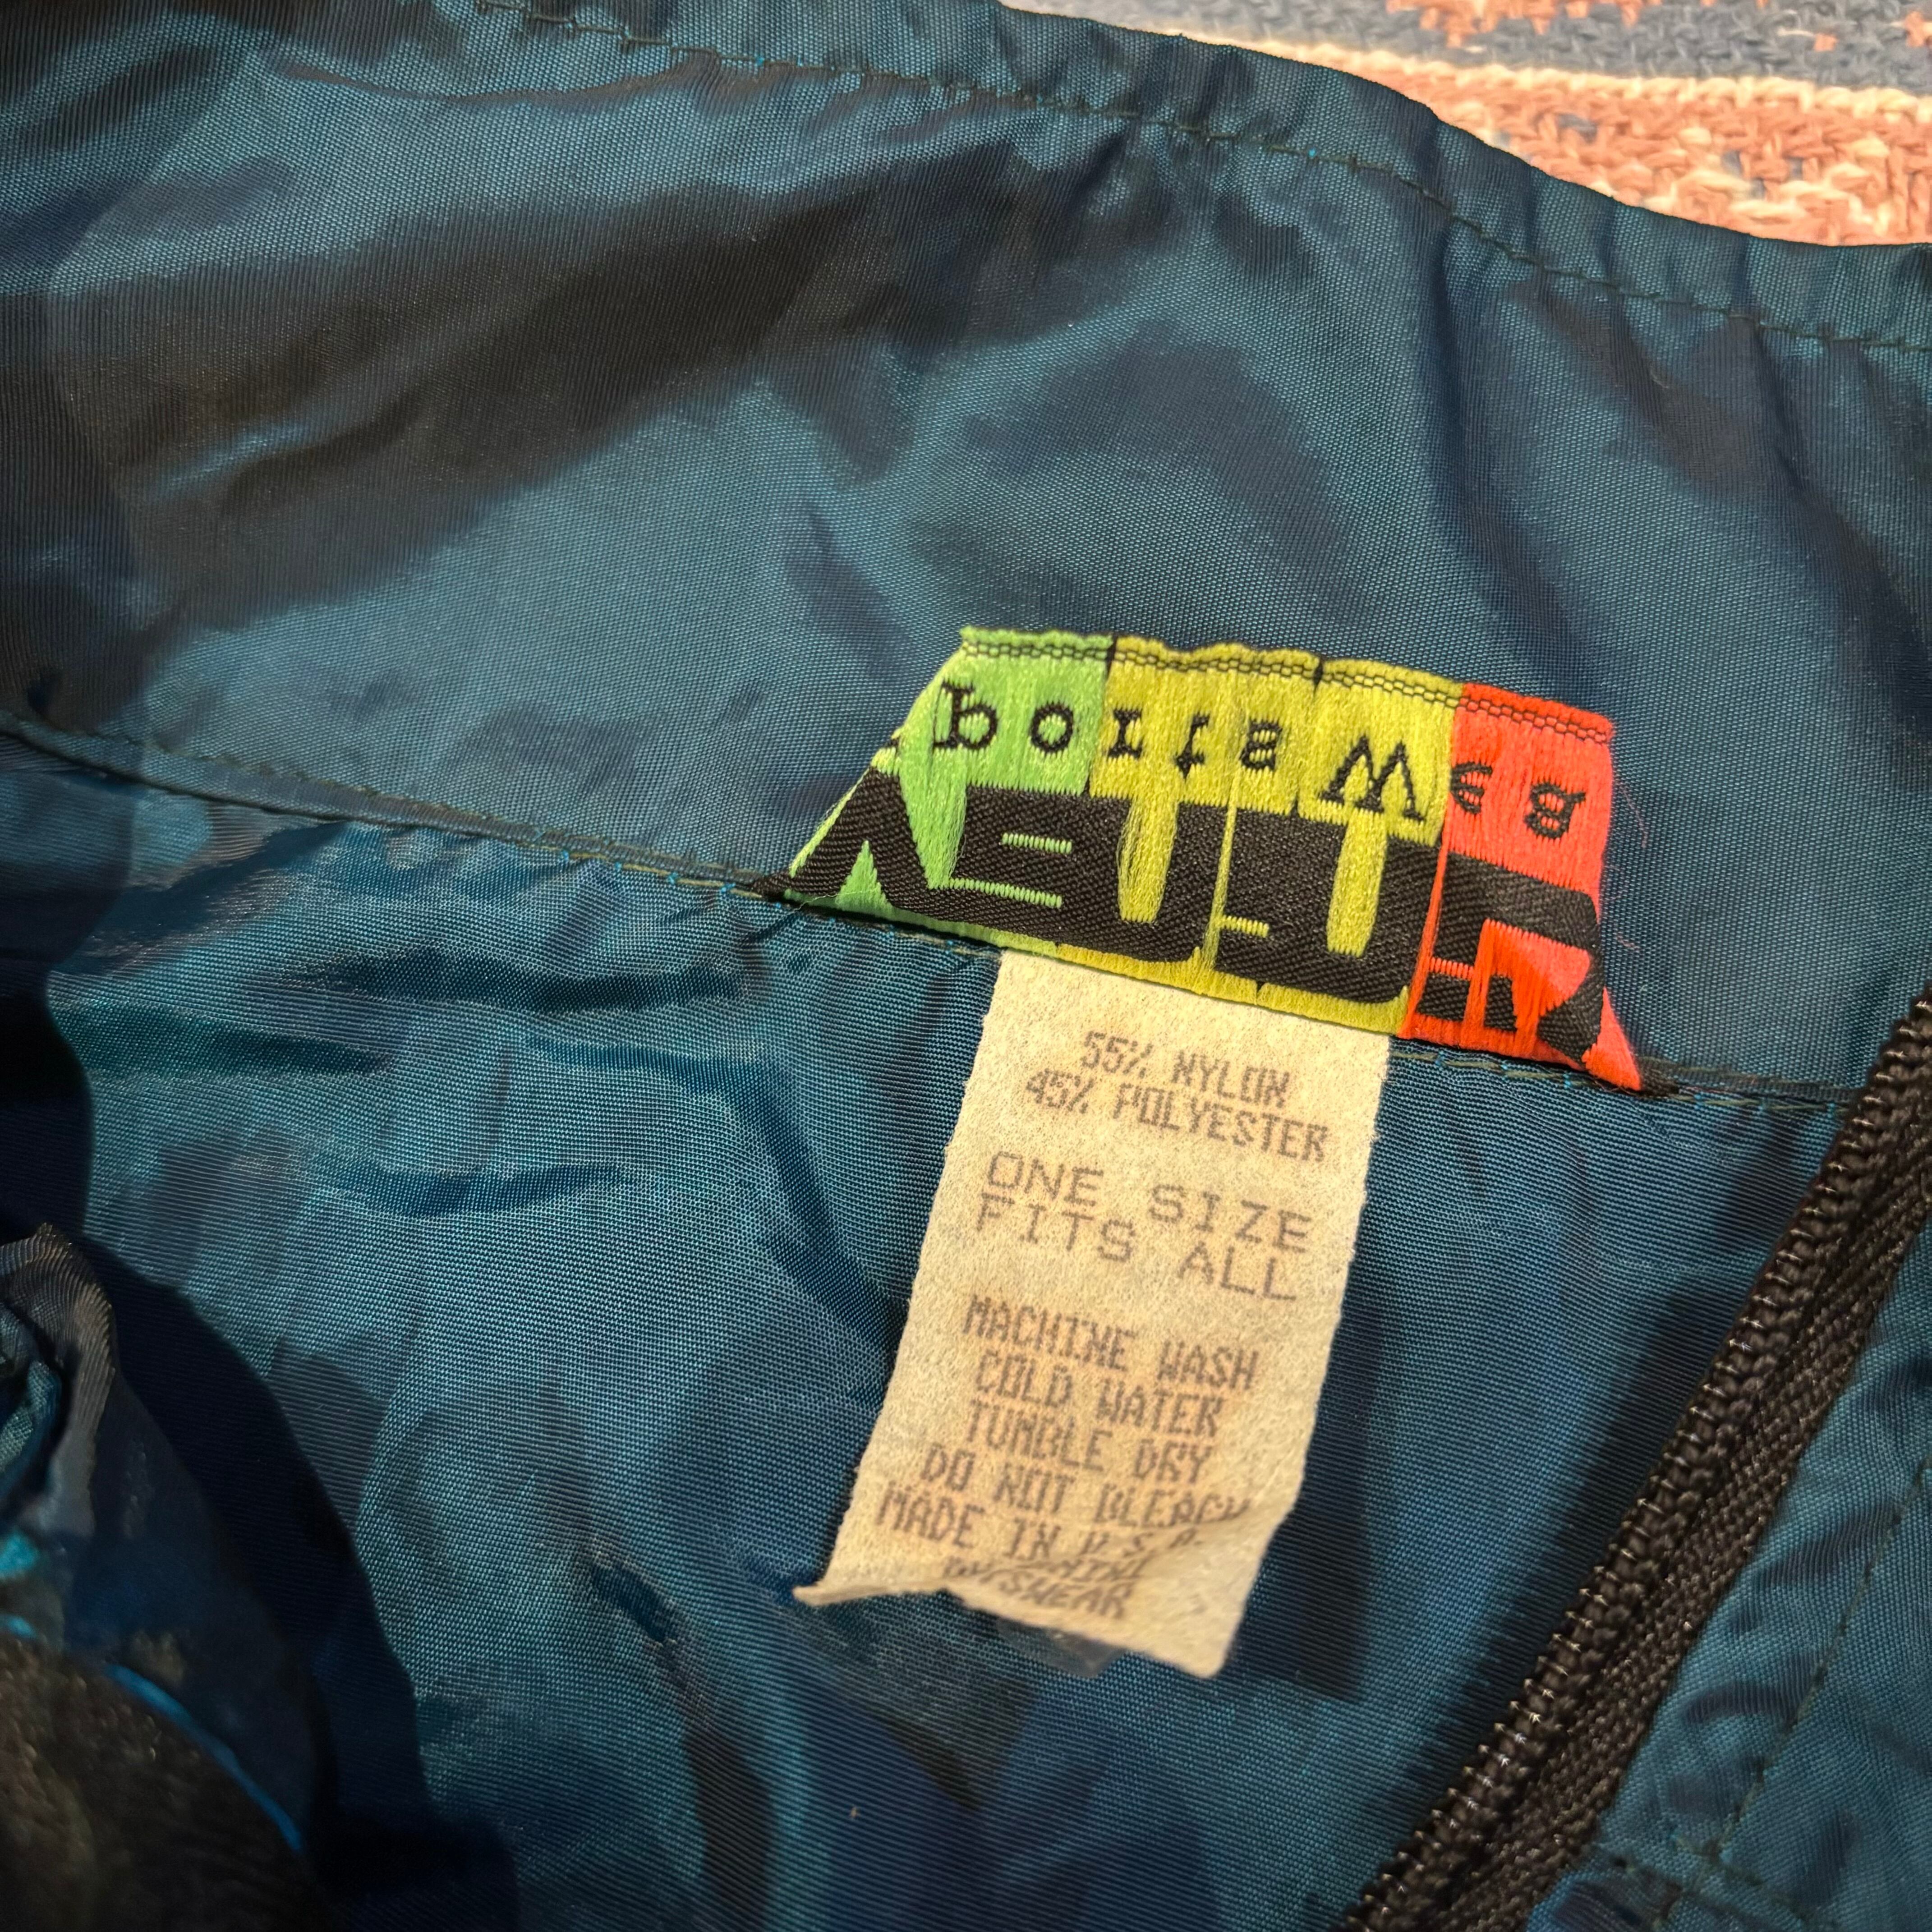 55% NYLON
45% POLYESTER
ONE SIZE
FITS ALL
MACHINE WASH
COLD WATER
TUMBLE DRY
DO NOT BLEACH
MADE IN U.S.A.